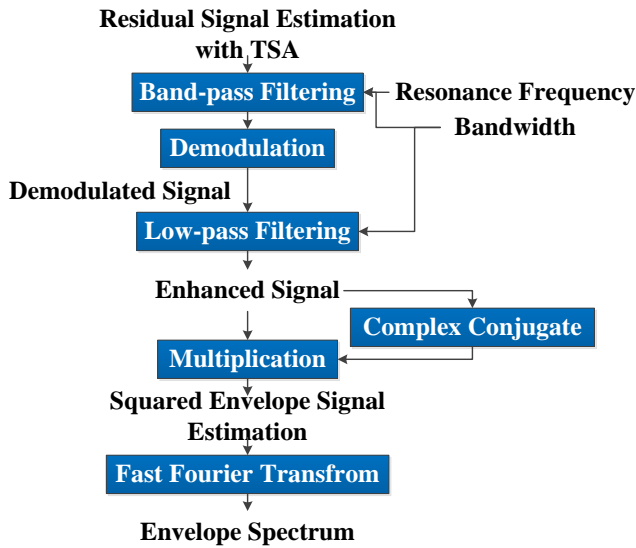 Residual Signal Estimation
with TSA
Band-pass Filtering
Resonance Frequency
Bandwidth
Demodulation
Demodulated Signal
Low-pass Filtering
Enhanced Signal
Complex Conjugate
Multiplication
Squared Envelope Signal
Estimation
Fast Fourier Transfrom
Envelope Spectrum